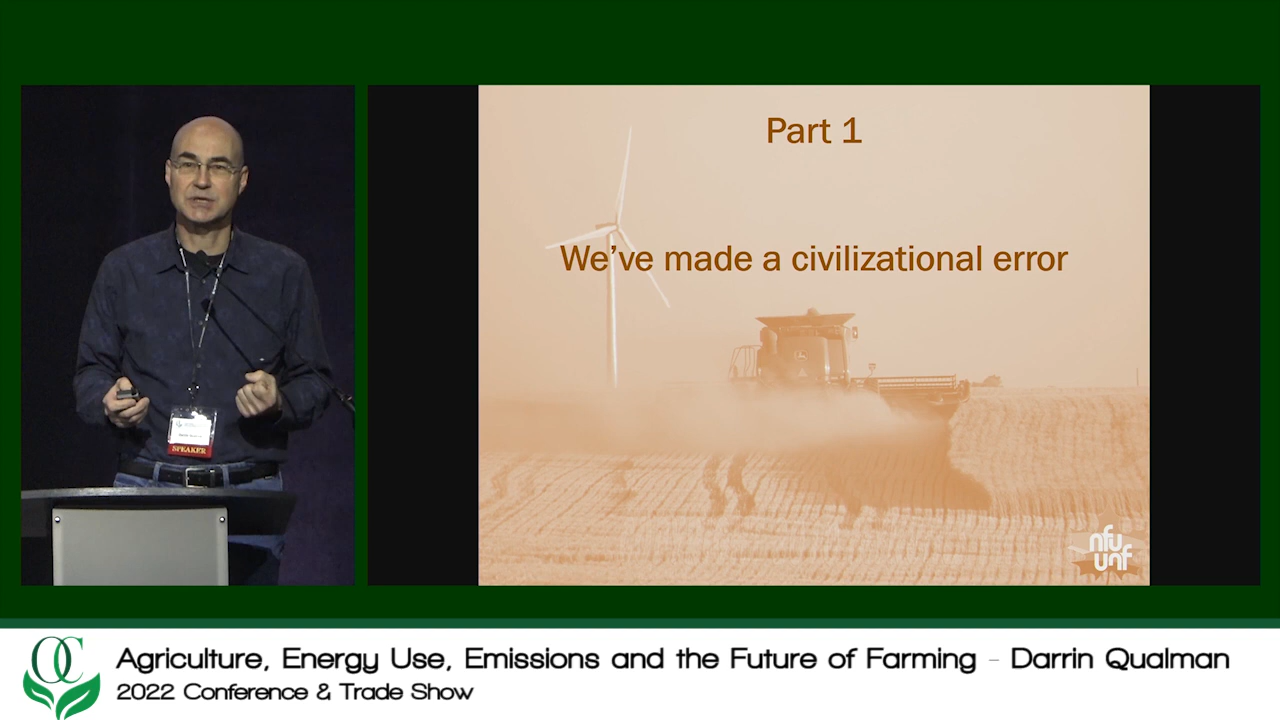 Part 1
We've made a civilizational error
nfu
unf
SPEAKER
OC
Agriculture, Energy Use, Emissions and the Future of Farming - Darrin Qualman
2022 Conference & Trade Show